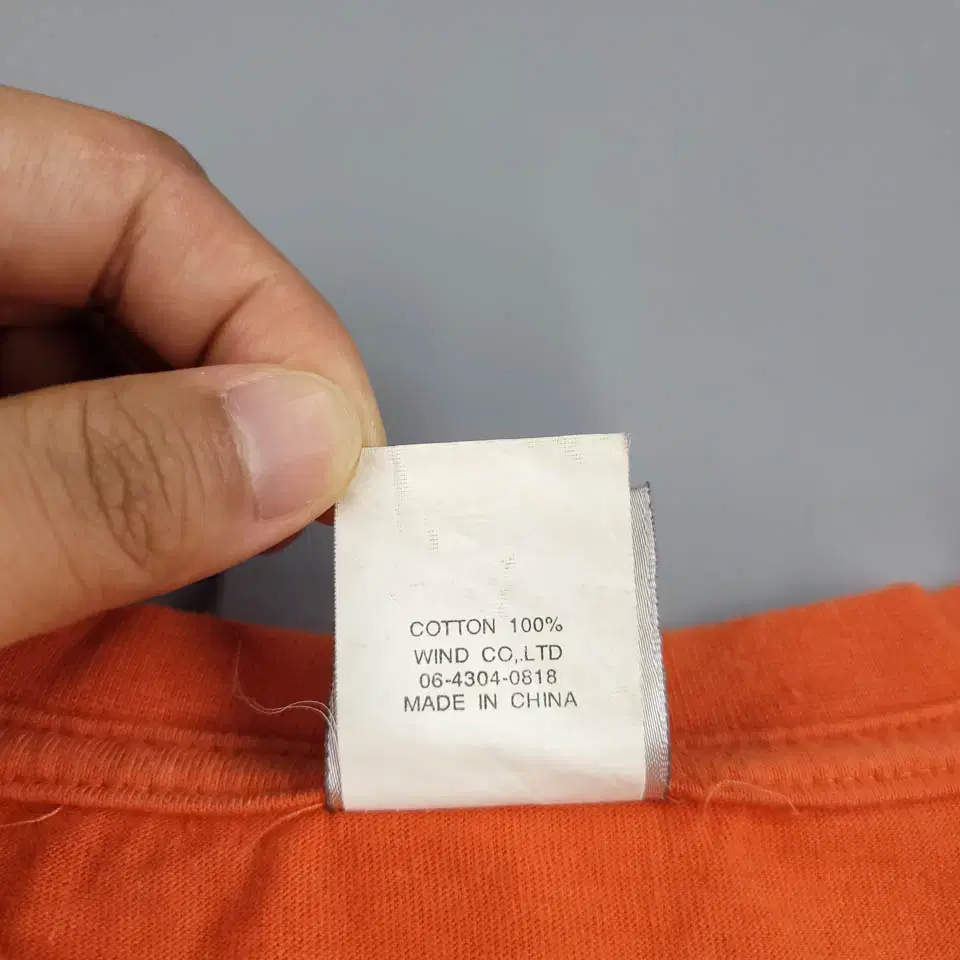 COTTON 100%
WIND CO,.LTD
06-4304-0818
MADE IN CHINA